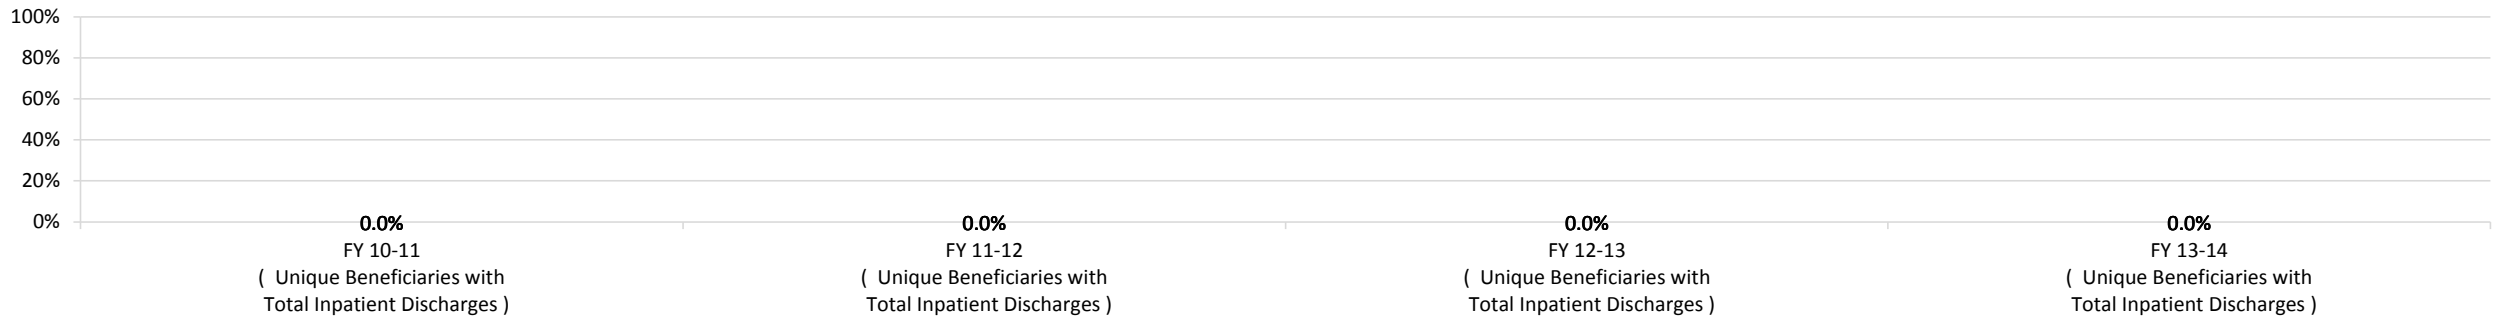 100%
80%
60%
40%
20%
0%
0.0% 0.0% 0.0% 0.0%
FY 10-11 FY 11-12 FY 12-13 FY 13-14
( Unique Beneficiaries with ( Unique Beneficiaries with ( Unique Beneficiaries with ( Unique Beneficiaries with
Total Inpatient Discharges ) Total Inpatient Discharges ) Total Inpatient Discharges ) Total Inpatient Discharges )